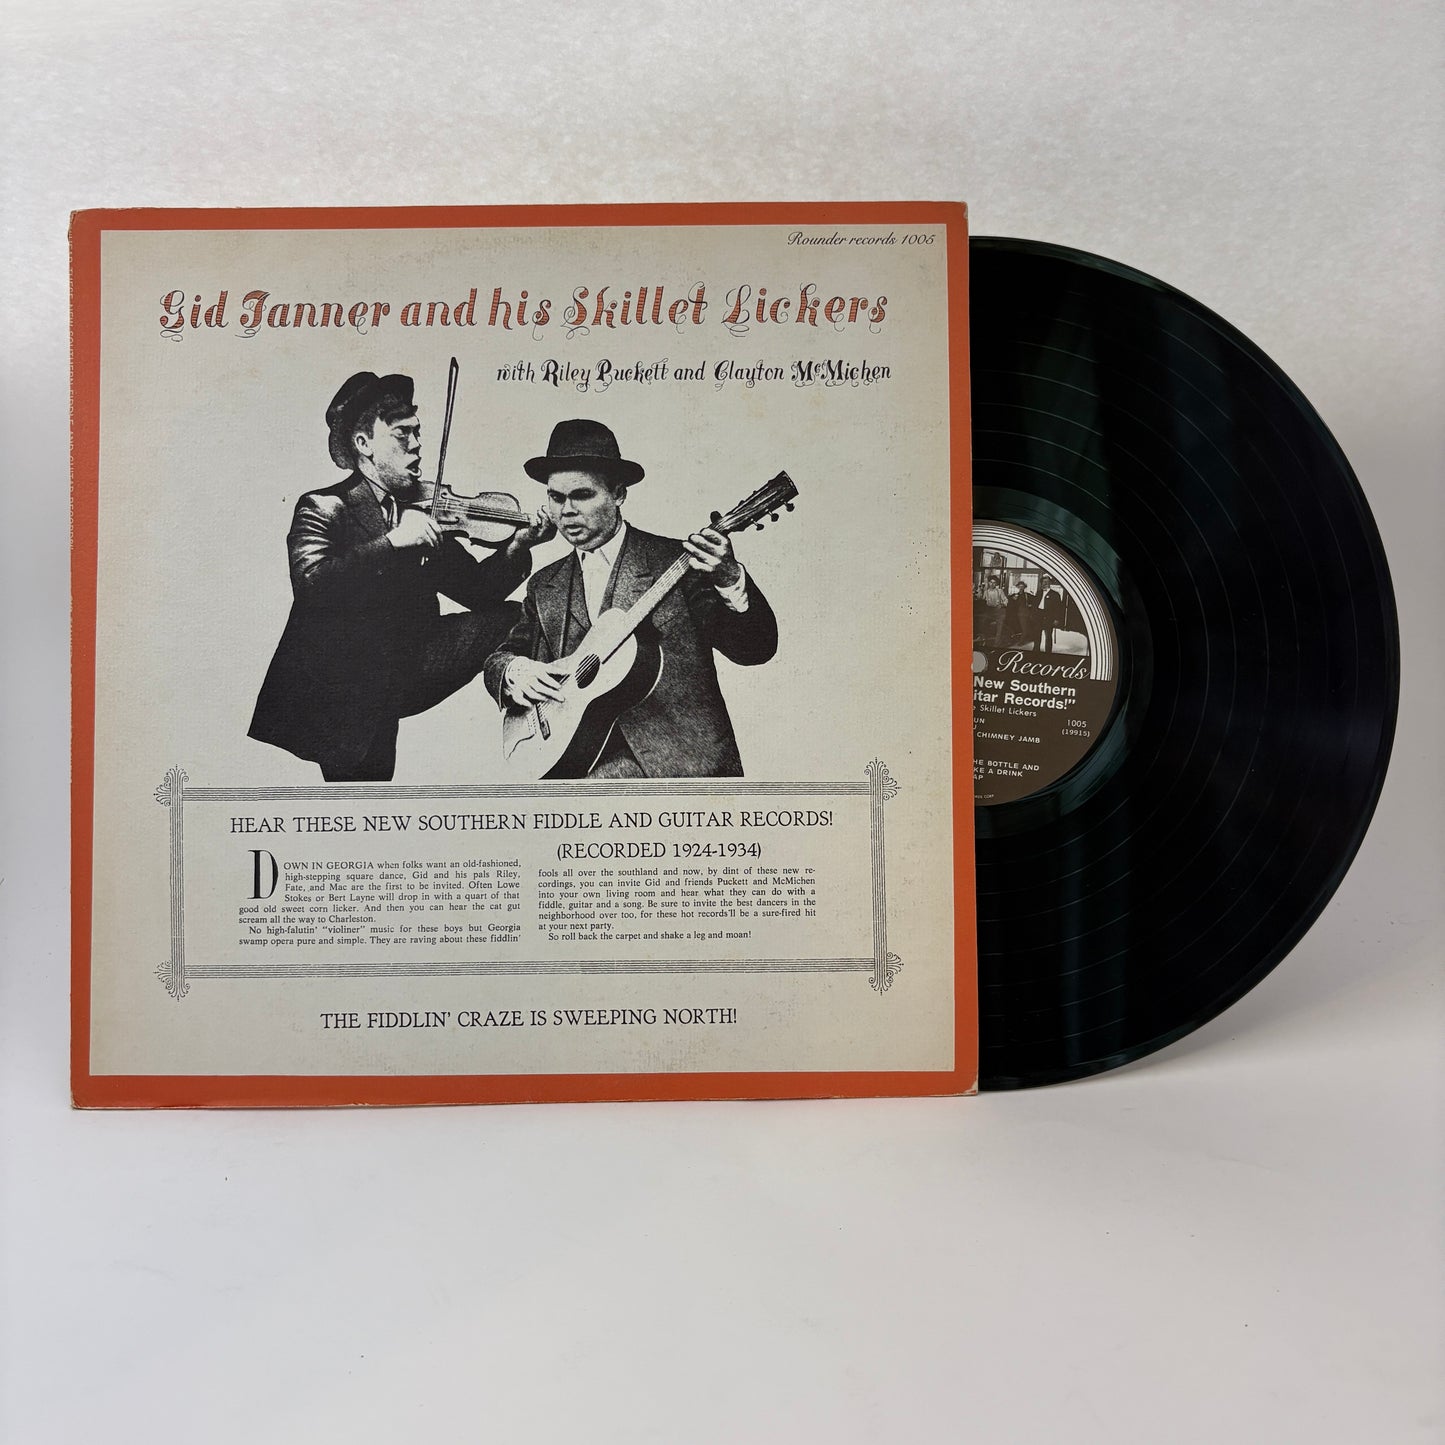 Rounder records 1005
Gid Tanner and his Skillet Lickers
with Riley Puckett and Clayton McMichen
HEAR THESE NEW SOUTHERN FIDDLE AND GUITAR RECORDS!
(RECORDED 1924-1934)
DOWN IN GEORGIA when folks want an old-fashioned,
high-stepping square dance, Gid and his pals Riley,
Fate, and Mac are the first to be invited. Often Lowe
Stokes or Bert Layne will drop in with a quart of that
good old sweet corn licker. And then you can hear the cat gut
scream all the way to Charleston.
No high-falutin' "violiner" music for these boys but Georgia
swamp opera pure and simple. They are raving about these fiddlin'
fools all over the southland and now, by dint of these new re-
cordings, you can invite Gid and friends Puckett and McMichen
into your own living room and hear what they can do with a
fiddle, guitar and a song. Be sure to invite the best dancers in the
neighborhood over too, for these hot records'll be a sure-fired hit
at your next party.
So roll back the carpet and shake a leg and moan!
THE FIDDLIN' CRAZE IS SWEEPING NORTH!
Records
New Southern
itar Records!"
Skillet Lickers
UN
1005
(19915)
CHIMNEY JAMB
HE BOTTLE AND
KE A DRINK
AP